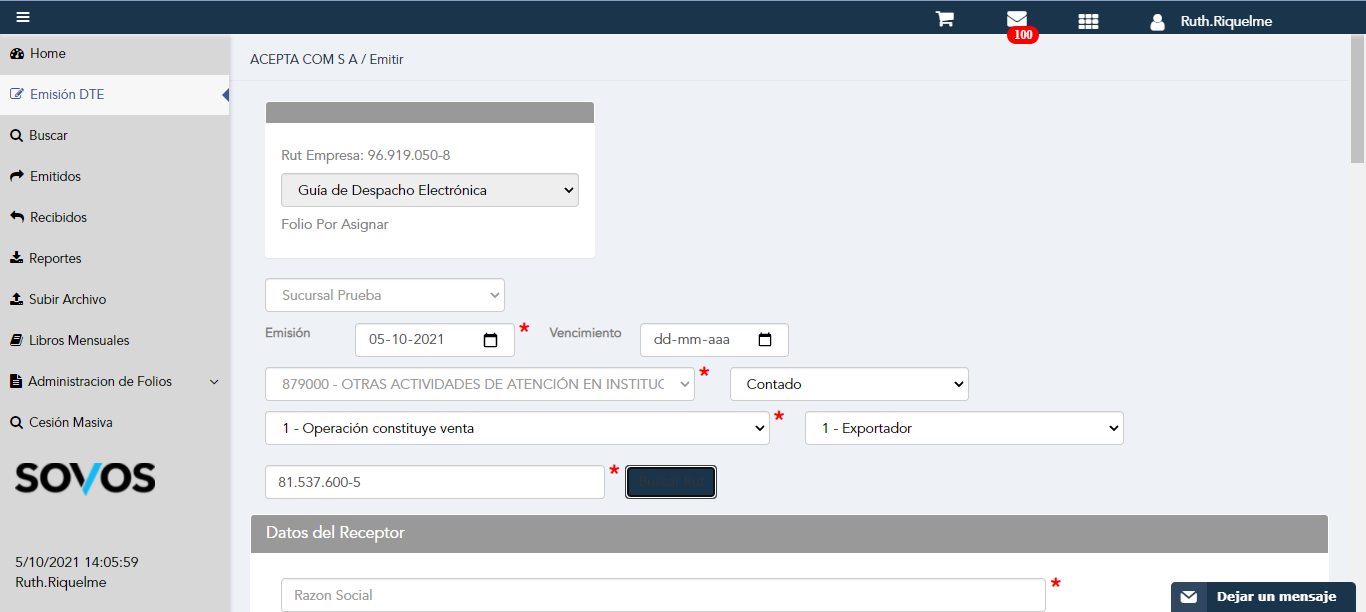 100
Ruth.Riquelme
Home
Emisión DTE
Buscar
Emitidos
Recibidos
Reportes
Subir Archivo
Libros Mensuales
Administracion de Folios
Cesión Masiva
SOVOS
5/10/2021 14:05:59
Ruth.Riquelme
ACEPTA COM S A / Emitir
Rut Empresa: 96.919.050-8
Guía de Despacho Electrónica
Folio Por Asignar
Sucursal Prueba
Emisión 05-10-2021 * Vencimiento dd-mm-aaa
879000 - OTRAS ACTIVIDADES DE ATENCIÓN EN INSTITUC * Contado
1 - Operación constituye venta * 1 - Exportador
81.537.600-5 *
Datos del Receptor
Razon Social *
Dejar un mensaje